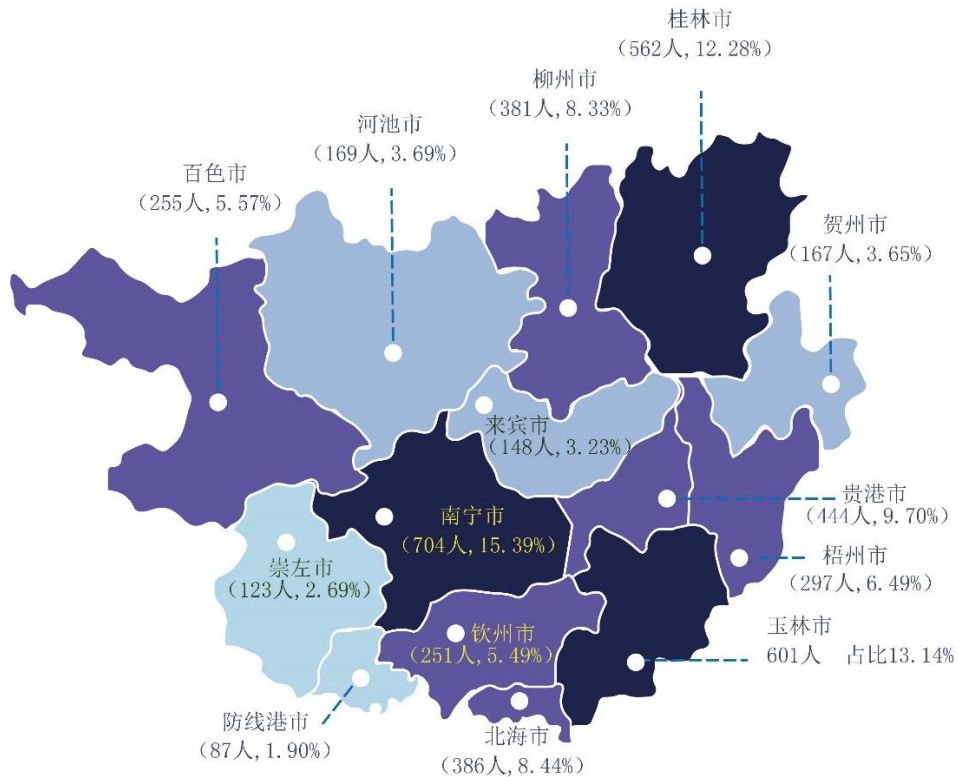 桂林市
(562人,12.28%)
柳州市
(381人,8.33%)
河池市
(169人,3.69%)
百色市
(255人,5.57%)
贺州市
(167人,3.65%)
来宾市
(148人,3.23%)
贵港市
(444人,9.70%)
南宁市
(704人,15.39%)
梧州市
(297人,6.49%)
崇左市
(123人,2.69%)
钦州市
(251人,5.49%)
玉林市
601人 占比13.14%
防线港市
(87人,1.90%)
北海市
(386人,8.44%)